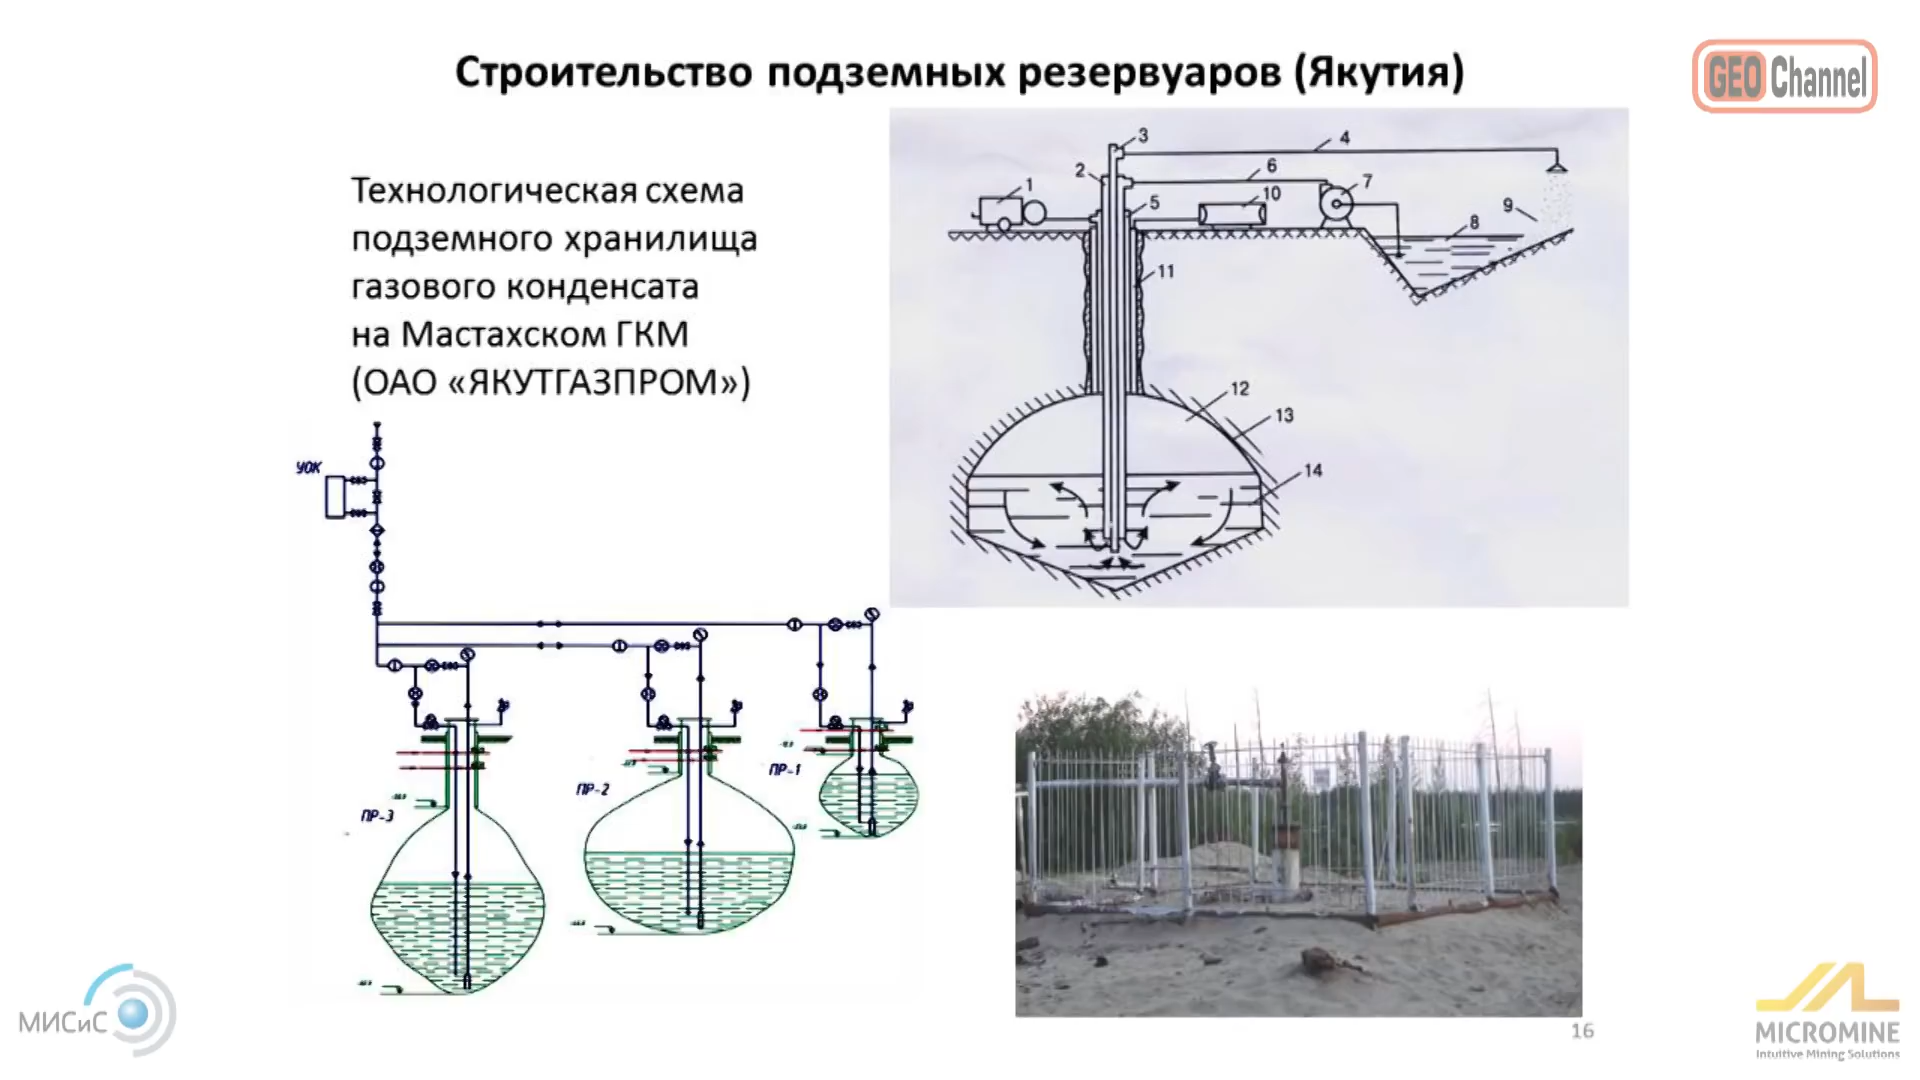 Строительство подземных резервуаров (Якутия)
GEO Channel
Технологическая схема
подземного хранилища
газового конденсата
на Мастахском ГКМ
(ОАО «ЯКУТГАЗПРОМ»)
3
4
2
6
1
10
7
5
9
8
11
12
13
14
УОК
ПР-3
ПР-2
ПР-1
МИСиС
16
MICROMINE
Intuitive Mining Solutions